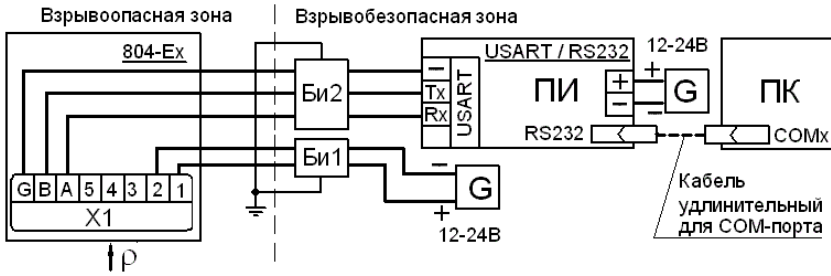 Взрывоопасная зона
Взрывобезопасная зона
804-Ex
USART / RS232
12-24В
Би2
–
Tx
Rx
USART
ПИ
+
–
+
–
G
ПК
RS232
COMx
Би1
–
+
G
12-24В
G B A 5 4 3 2 1
X1
ρ
Кабель
удлинительный
для COM-порта